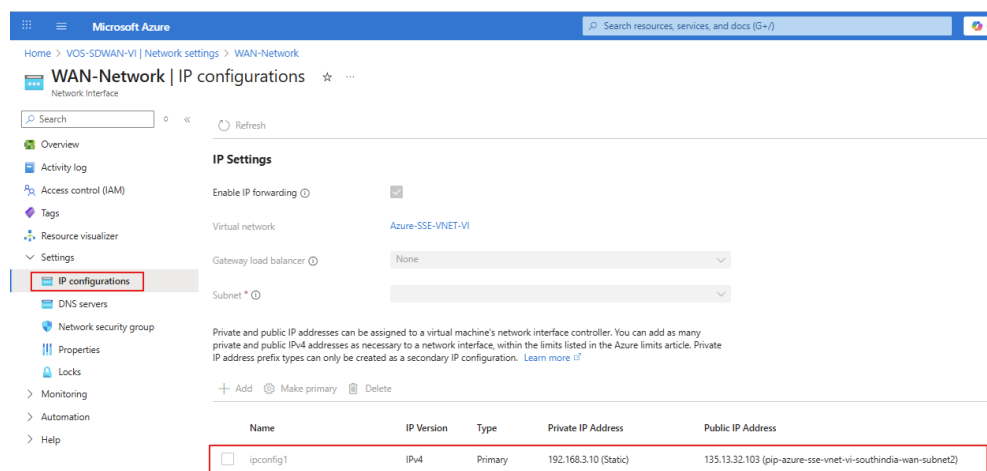 Microsoft Azure
Search resources, services, and docs (G+/)
Home > VOS-SDWAN-VI | Network settings > WAN-Network
WAN-Network | IP configurations
Network Interface
Search
Refresh
Overview
Activity log
Access control (IAM)
Tags
Resource visualizer
Settings
IP configurations
DNS servers
Network security group
Properties
Locks
Monitoring
Automation
Help
IP Settings
Enable IP forwarding
Virtual network Azure-SSE-VNET-VI
Gateway load balancer None
Subnet *
Private and public IP addresses can be assigned to a virtual machine's network interface controller. You can add as many
private and public IPv4 addresses as necessary to a network interface, within the limits listed in the Azure limits article. Private
IP address prefix types can only be created as a secondary IP configuration. Learn more
Add Make primary Delete
Name IP Version Type Private IP Address Public IP Address
ipconfig1 IPv4 Primary 192.168.3.10 (Static) 135.13.32.103 (pip-azure-sse-vnet-vi-southindia-wan-subnet2)